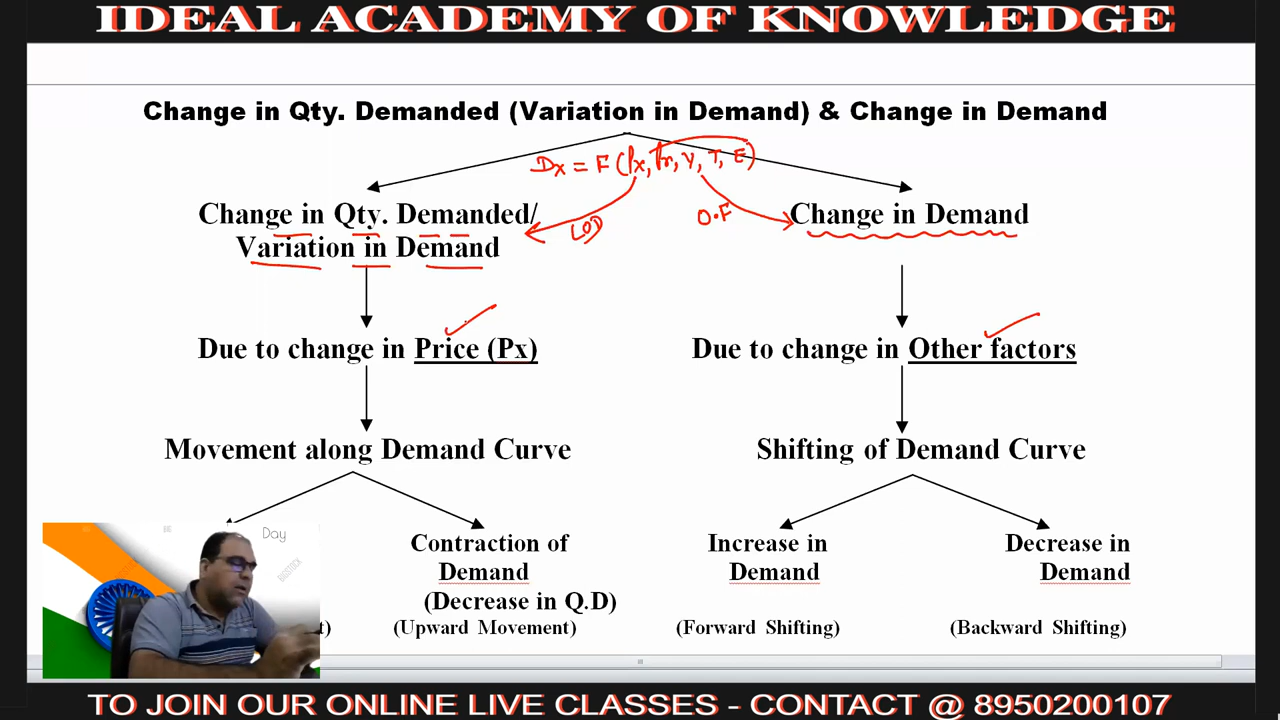 IDEAL ACADEMY OF KNOWLEDGE
Change in Qty. Demanded (Variation in Demand) & Change in Demand
Dx = F (Px, Pr, Y, T, E)
Change in Qty. Demanded/
Variation in Demand
LOD
O.F
Change in Demand
Due to change in Price (Px)
Due to change in Other factors
Movement along Demand Curve
Shifting of Demand Curve
Day
Contraction of
Demand
(Decrease in Q.D)
(Upward Movement)
Increase in
Demand
(Forward Shifting)
Decrease in
Demand
(Backward Shifting)
TO JOIN OUR ONLINE LIVE CLASSES - CONTACT @ 8950200107